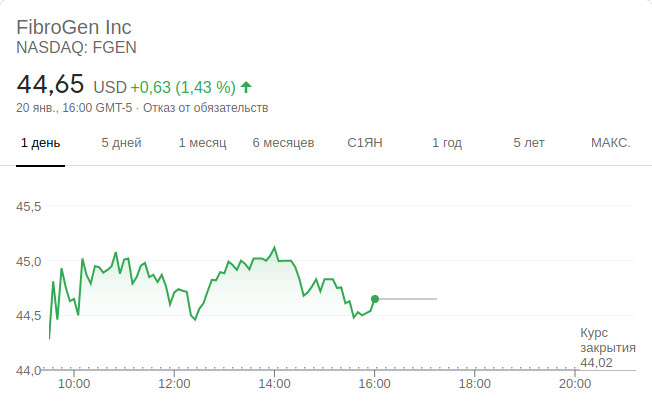 FibroGen Inc
NASDAQ: FGEN
44,65 USD +0,63 (1,43 %)
20 янв., 16:00 GMT-5 · Отказ от обязательств
1 день 5 дней 1 месяц 6 месяцев С1ЯН 1 год 5 лет МАКС.
45,5
45,0
44,5
44,0
Курс
закрытия
44,02
10:00 12:00 14:00 16:00 18:00 20:00